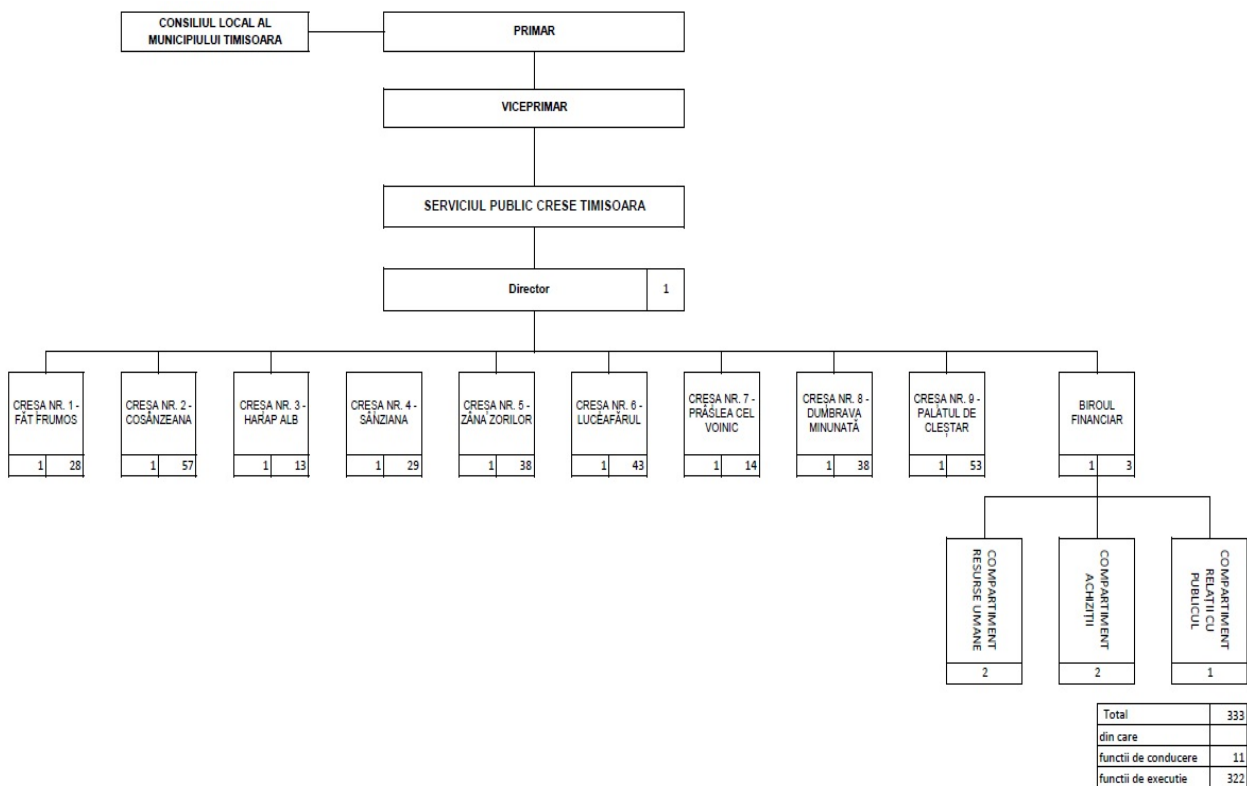 CONSILIUL LOCAL AL
MUNICIPIULUI TIMISOARA
PRIMAR
VICEPRIMAR
SERVICIUL PUBLIC CRESE TIMISOARA
Director
1
CREȘA NR. 1 -
FĂT FRUMOS
1 28
CREȘA NR. 2 -
COSÂNZEANA
1 57
CREȘA NR. 3 -
HARAP ALB
1 13
CREȘA NR. 4 -
SÂNZIANA
1 29
CREȘA NR. 5 -
ZÂNA ZORILOR
1 38
CREȘA NR. 6 -
LUCEAFĂRUL
1 43
CREȘA NR. 7 -
PRÂSLEA CEL
VOINIC
1 14
CREȘA NR. 8 -
DUMBRAVA
MINUNATĂ
1 38
CREȘA NR. 9 -
PALATUL DE
CLEȘTAR
1 53
BIROUL
FINANCIAR
1 3
COMPARTIMENT
RESURSE UMANE
2
COMPARTIMENT
ACHIZIȚII
2
COMPARTIMENT
RELAȚII CU
PUBLICUL
1
Total 333
din care
functii de conducere 11
functii de executie 322